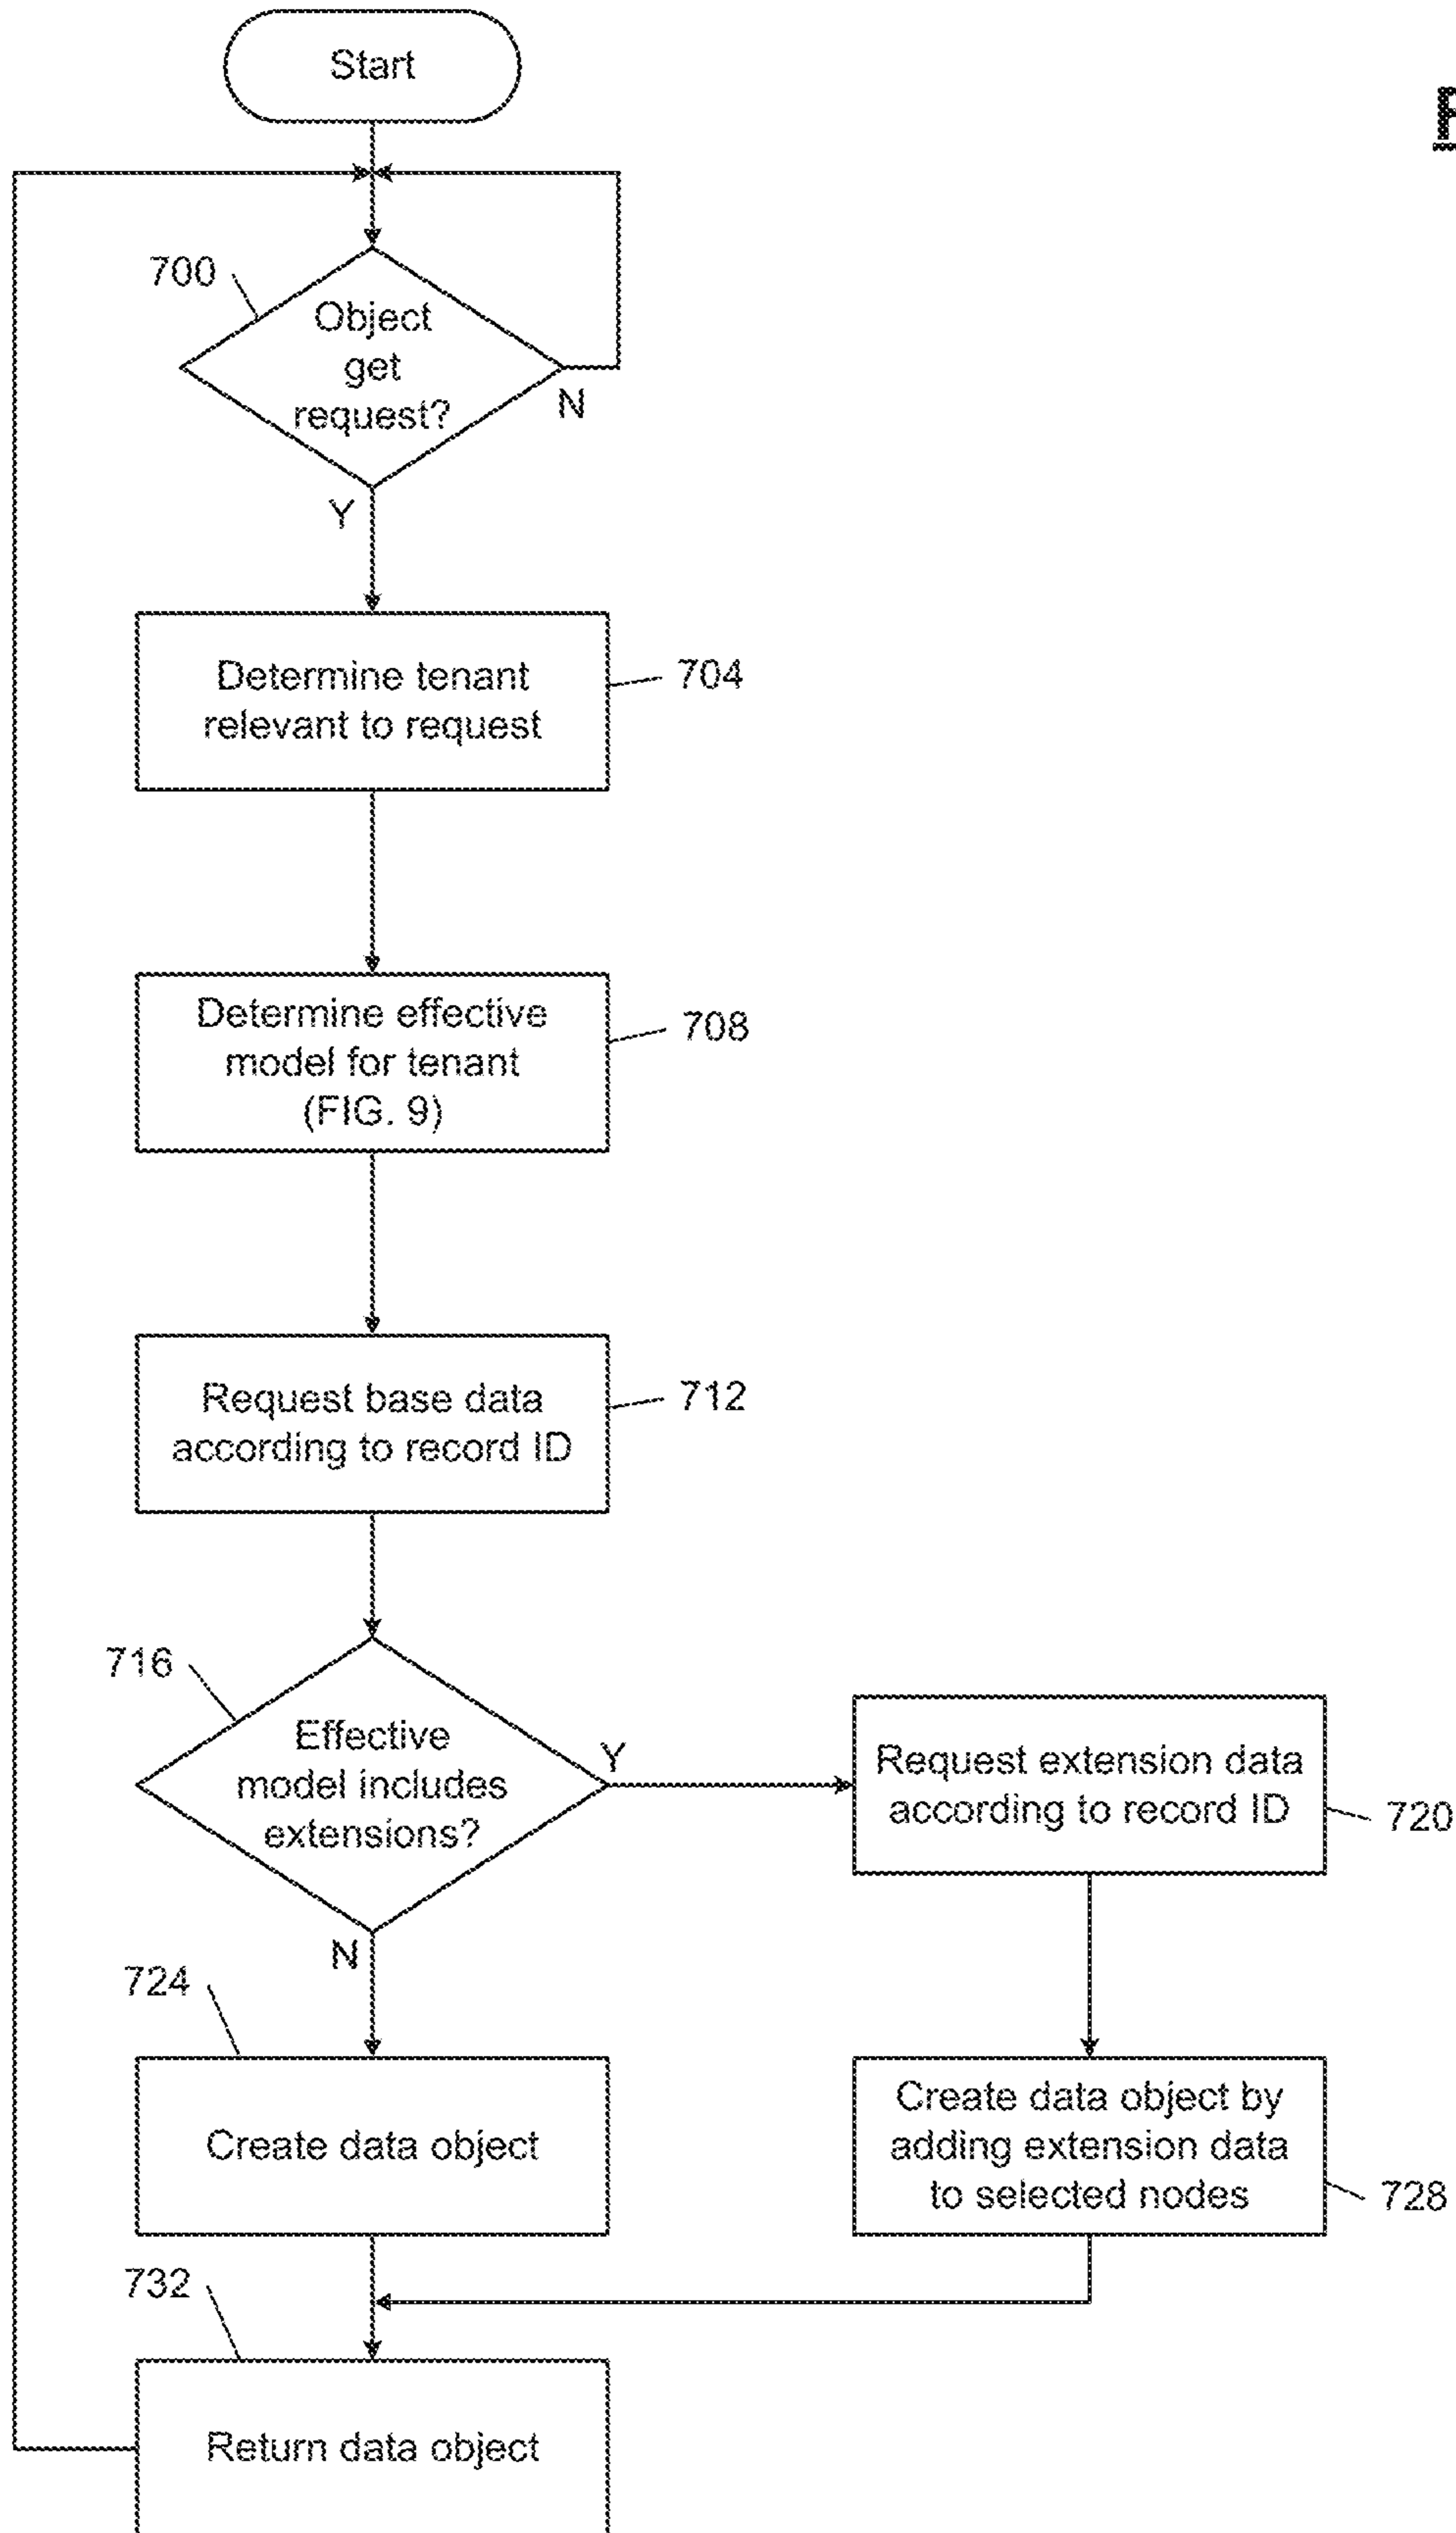 Start
700
Object
get
request?
N
Y
Determine tenant
relevant to request
704
Determine effective
model for tenant
(FIG. 9)
708
Request base data
according to record ID
712
716
Effective
model includes
extensions?
Y
N
Request extension data
according to record ID
720
724
Create data object
Create data object by
adding extension data
to selected nodes
728
732
Return data object